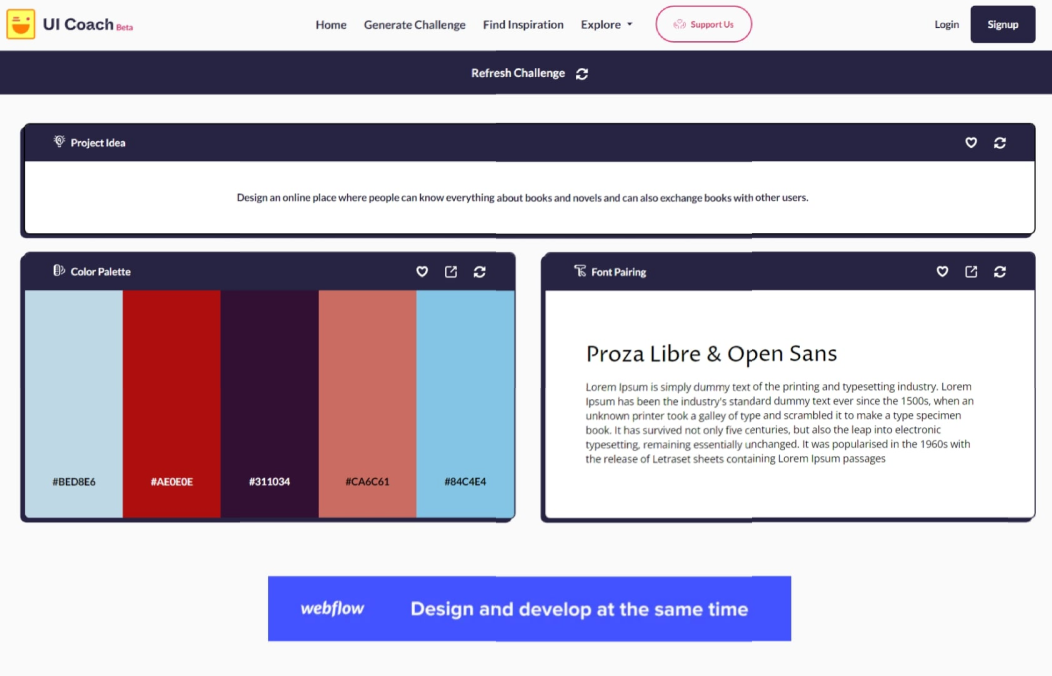 UI Coach Beta
Home Generate Challenge Find Inspiration Explore Support Us Login Signup
Refresh Challenge
Project Idea
Design an online place where people can know everything about books and novels and can also exchange books with other users.
Color Palette
#BED8E6 #AE0E0E #311034 #CA6C61 #84C4E4
Font Pairing
Proza Libre & Open Sans
Lorem Ipsum is simply dummy text of the printing and typesetting industry. Lorem
Ipsum has been the industry's standard dummy text ever since the 1500s, when an
unknown printer took a galley of type and scrambled it to make a type specimen
book. It has survived not only five centuries, but also the leap into electronic
typesetting, remaining essentially unchanged. It was popularised in the 1960s with
the release of Letraset sheets containing Lorem Ipsum passages
webflow Design and develop at the same time